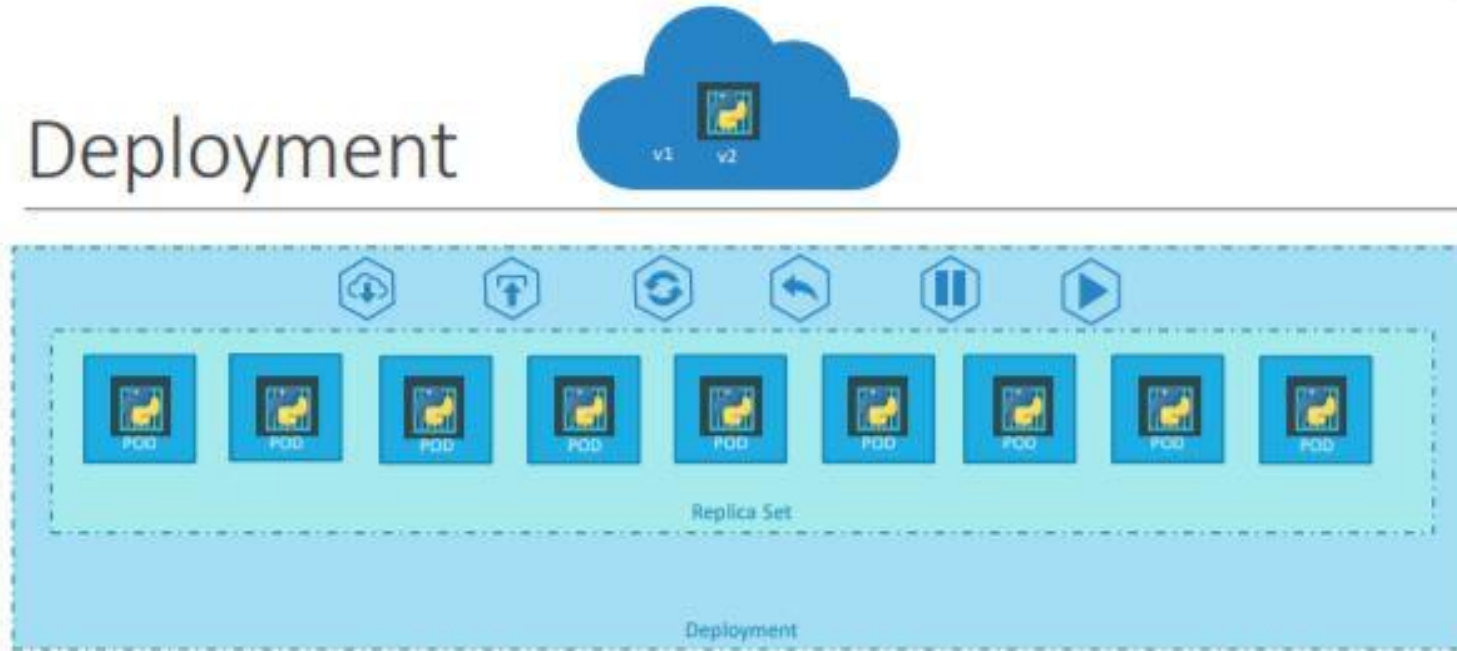 Deployment
v1 v2
POD POD POD POD POD POD POD POD POD
Replica Set
Deployment